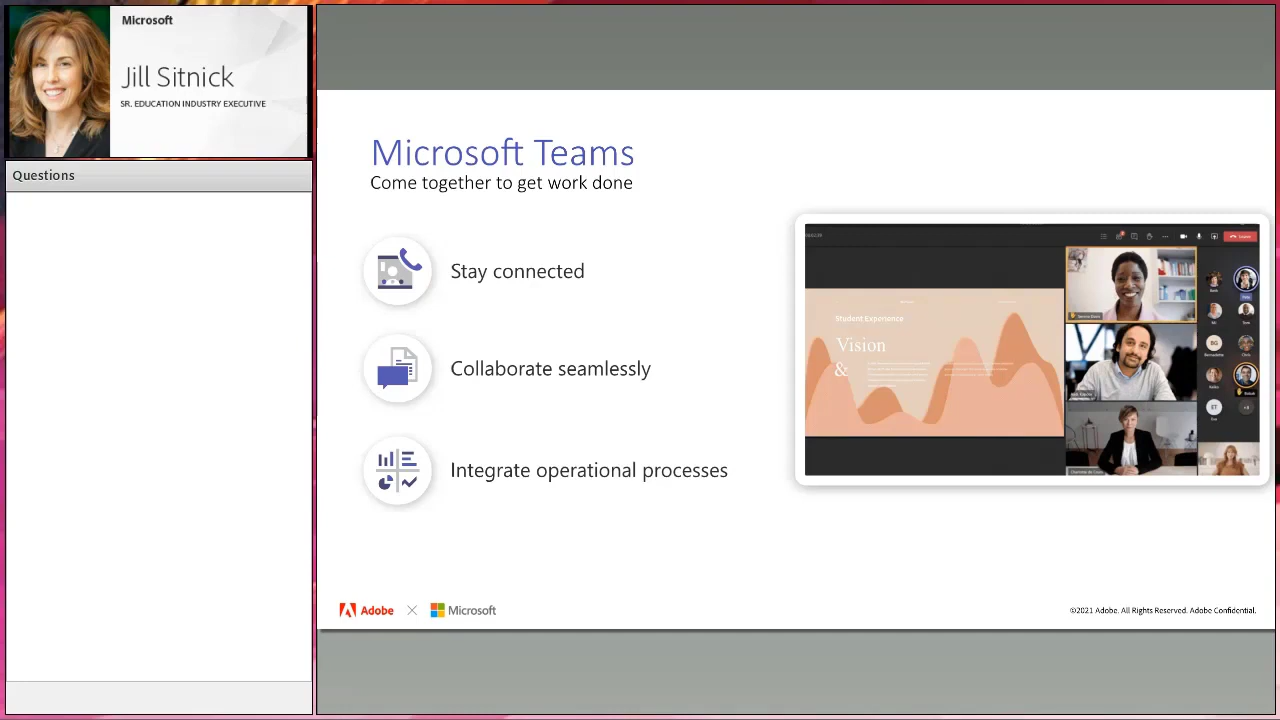 Microsoft
Jill Sitnick
SR. EDUCATION INDUSTRY EXECUTIVE
Questions
Microsoft Teams
Come together to get work done
Stay connected
Collaborate seamlessly
Integrate operational processes
Student Experience
Vision
&
Adobe × Microsoft
©2021 Adobe. All Rights Reserved. Adobe Confidential.